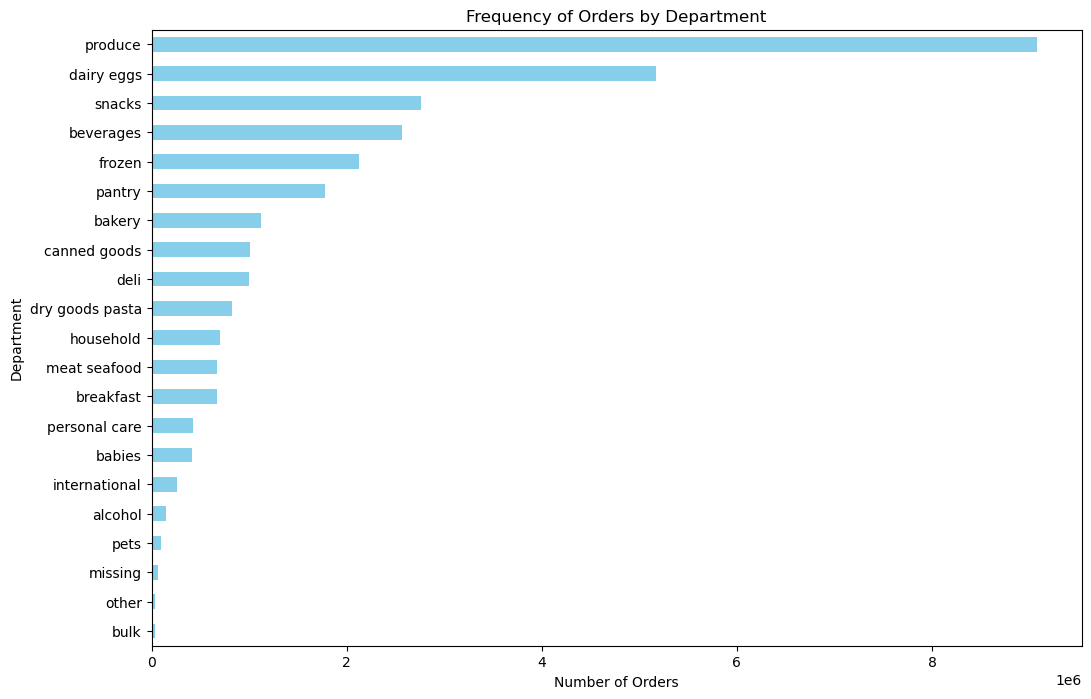 Frequency of Orders by Department
produce
dairy eggs
snacks
beverages
frozen
pantry
bakery
canned goods
deli
dry goods pasta
household
meat seafood
breakfast
personal care
babies
international
alcohol
pets
missing
other
bulk
Department
0 2 4 6 8
1e6
Number of Orders